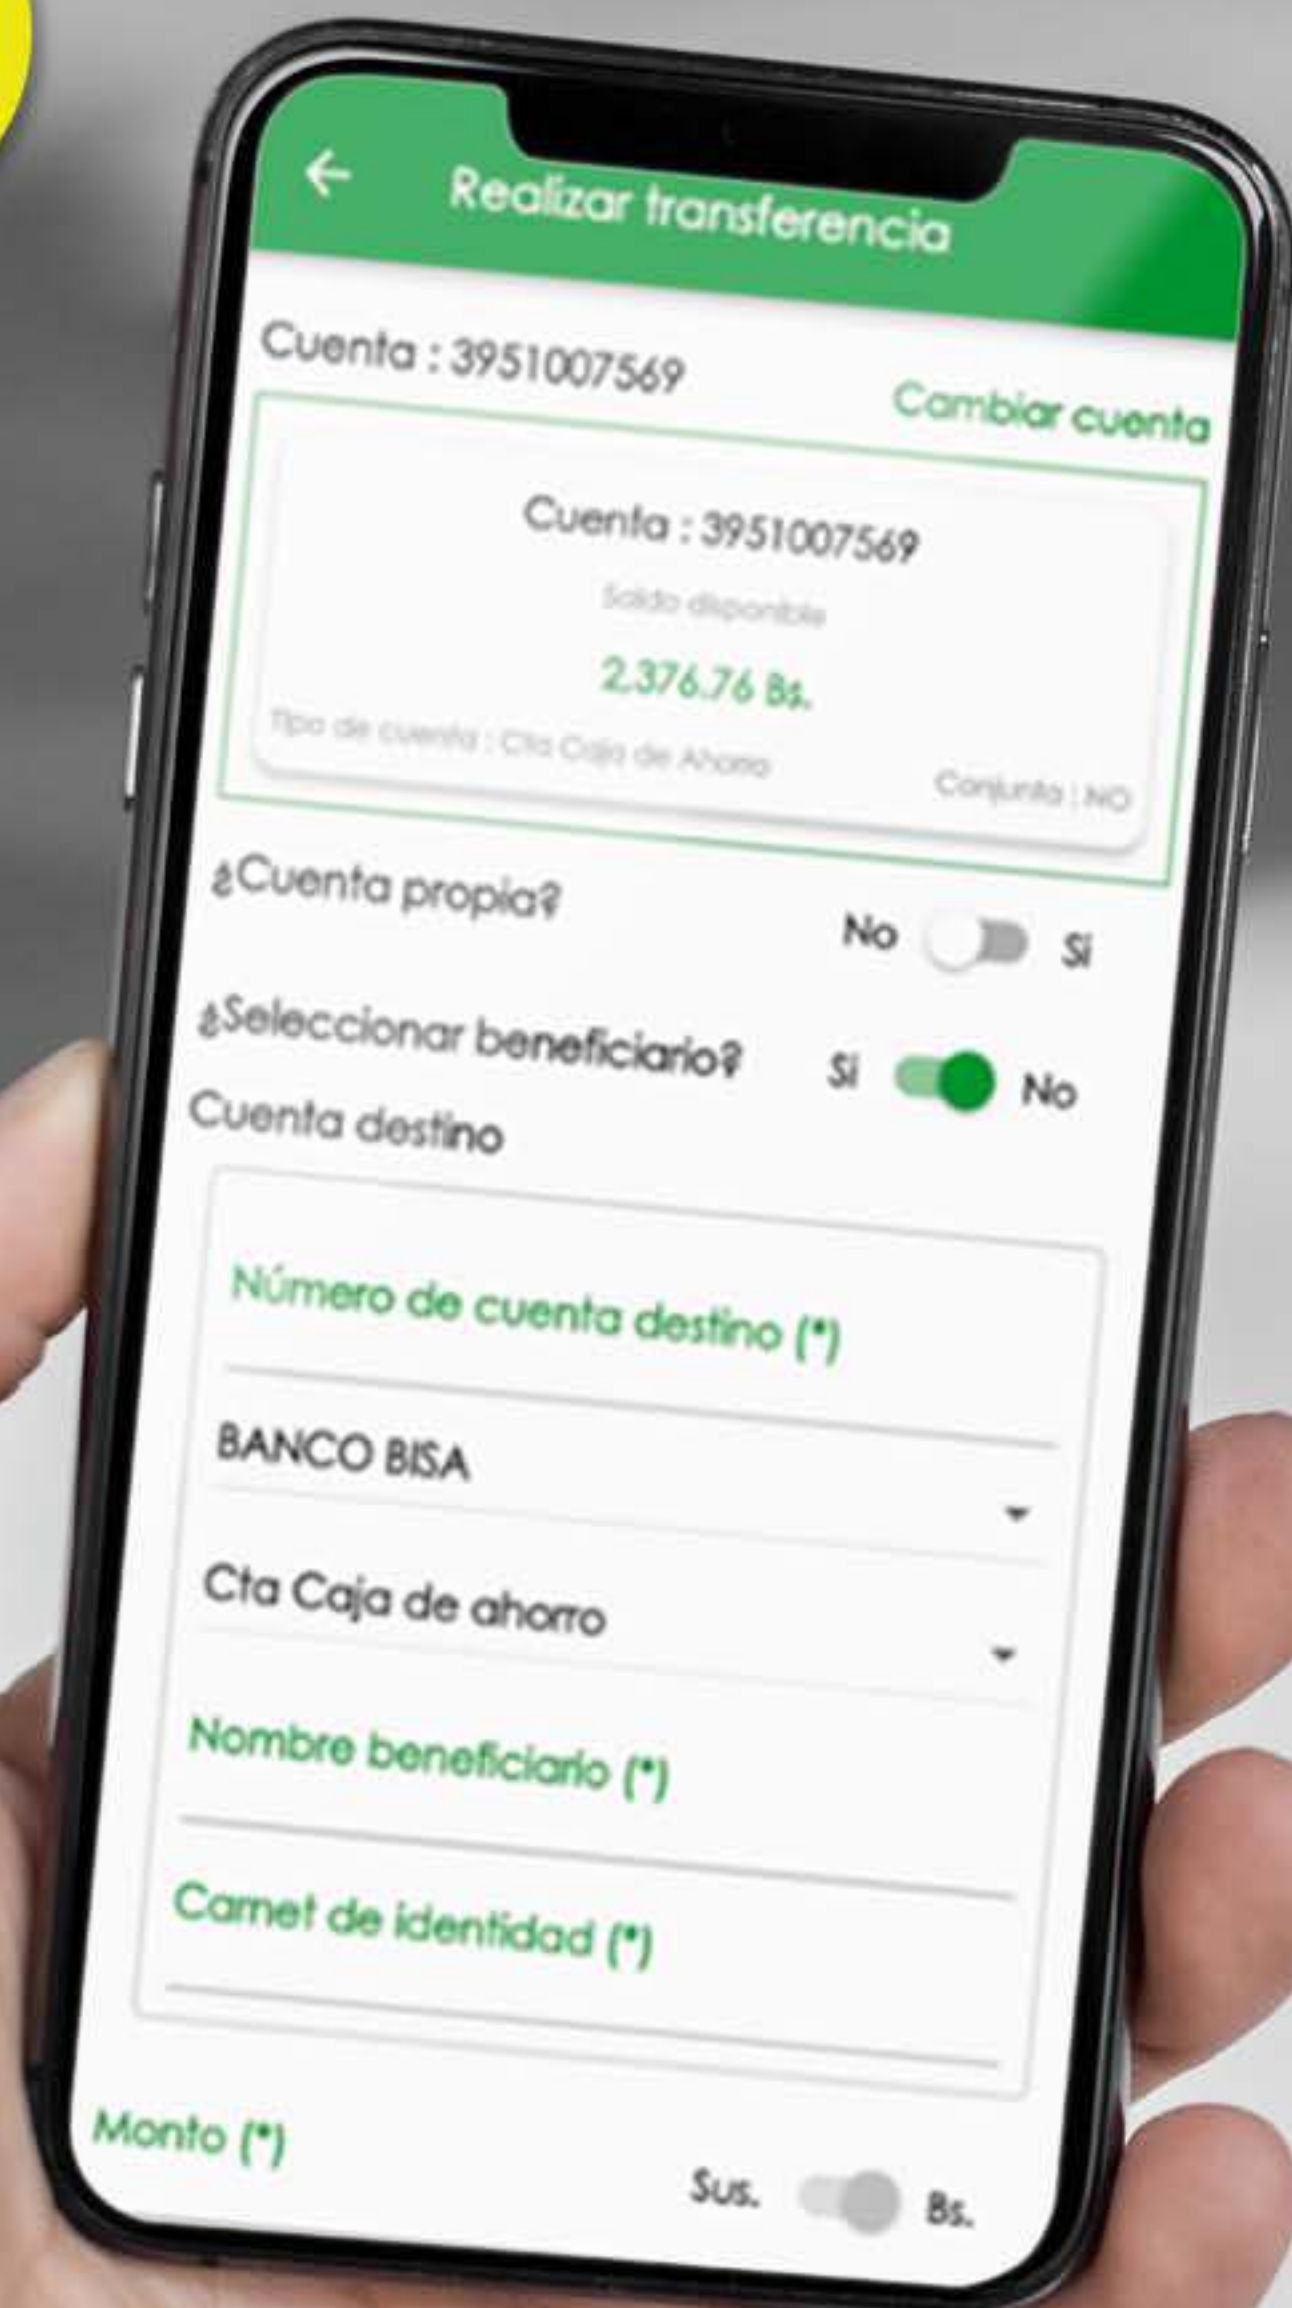 Realizar transferencia
Cuenta : 3951007569
Cambiar cuenta
Cuenta : 3951007569
Saldo disponible
2,376.76 Bs.
Tipo de cuenta : Cta Caja de Ahorro
Conjunta : NO
¿Cuenta propia?
No Si
¿Seleccionar beneficiario?
Si No
Cuenta destino
Número de cuenta destino (*)
BANCO BISA
Cta Caja de ahorro
Nombre beneficiario (*)
Carnet de identidad (*)
Monto (*)
Sus. Bs.